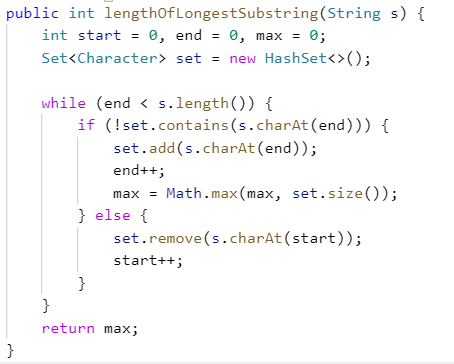 public int lengthOfLongestSubstring(String s) {
    int start = 0, end = 0, max = 0;
    Set<Character> set = new HashSet<>();

    while (end < s.length()) {
        if (!set.contains(s.charAt(end))) {
            set.add(s.charAt(end));
            end++;
            max = Math.max(max, set.size());
        } else {
            set.remove(s.charAt(start));
            start++;
        }
    }
    return max;
}